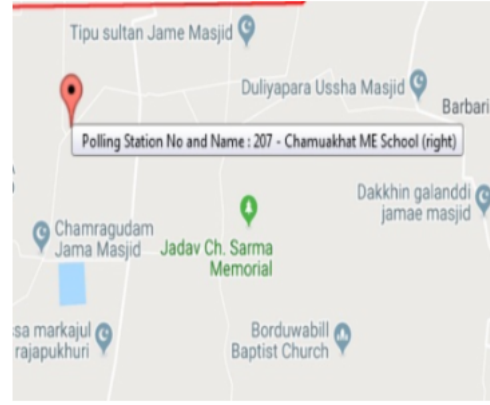 Tipu sultan Jame Masjid
Duliyapara Ussha Masjid
Barbari
Polling Station No and Name : 207 - Chamuakhat ME School (right)
Dakkhin galanddi
jamae masjid
Chamragudam
Jama Masjid
Jadav Ch. Sarma
Memorial
sa markajul
rajapukhuri
Borduwabill
Baptist Church